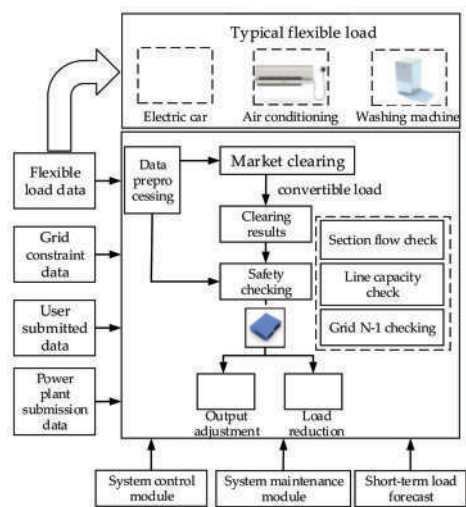 Typical flexible load
Electric car
Air conditioning
Washing machine
Flexible
load data
Grid
constraint
data
User
submitted
data
Power
plant
submission
data
Data
prepro
cessing
Market clearing
convertible load
Clearing
results
Safety
checking
Section flow check
Line capacity
check
Grid N-1 checking
Output
adjustment
Load
reduction
System control
module
System maintenance
module
Short-term load
forecast